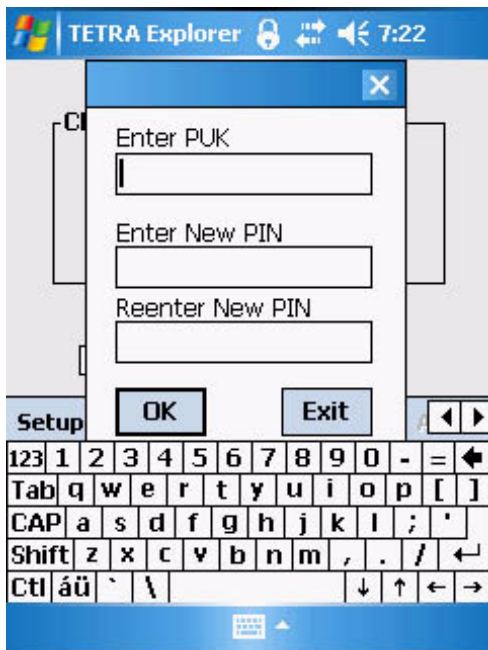 TETRA Explorer 7:22
Enter PUK
Enter New PIN
Reenter New PIN
OK Exit
Setup
123 1 2 3 4 5 6 7 8 9 0 - =
Tab q w e r t y u i o p [ ]
CAP a s d f g h j k l ; '
Shift z x c v b n m , . /
Ctl áü ` \